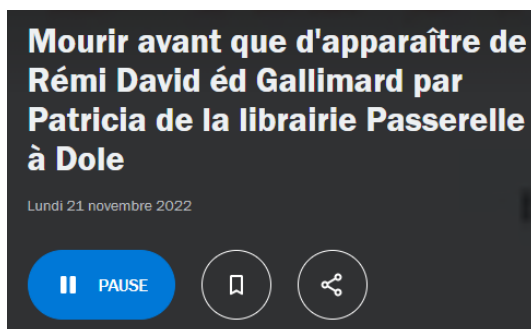 Mourir avant que d'apparaître de
Rémi David éd Gallimard par
Patricia de la librairie Passerelle
à Dole
Lundi 21 novembre 2022
PAUSE